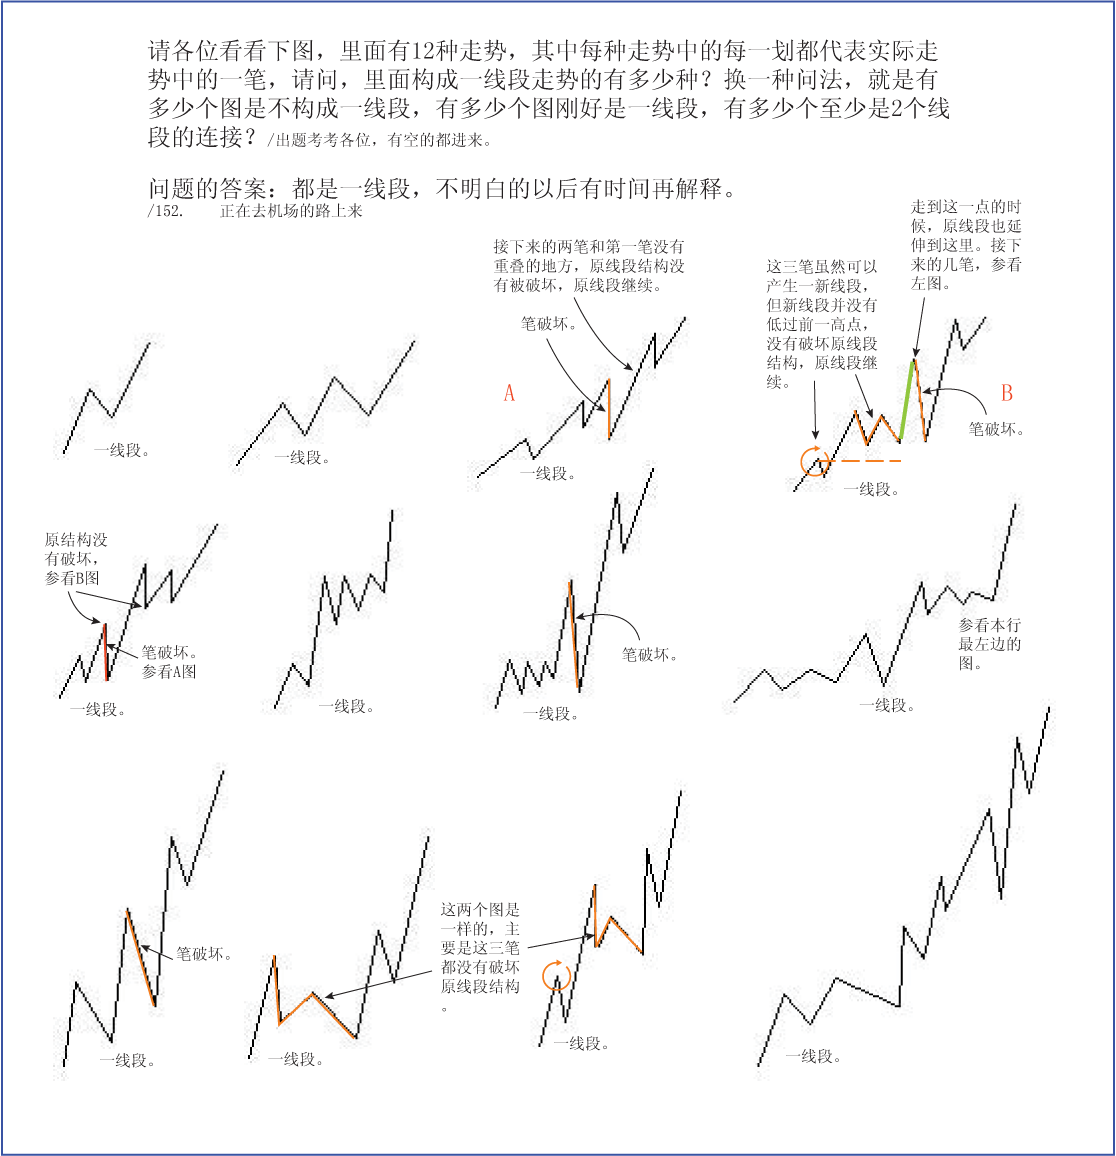 请各位看看下图，里面有12种走势，其中每种走势中的每一划都代表实际走
势中的一笔，请问，里面构成一线段走势的有多少种？换一种问法，就是有
多少个图是不构成一线段，有多少个图刚好是一线段，有多少个至少是2个线
段的连接？/出题考考各位，有空的都进来。
问题的答案：都是一线段，不明白的以后有时间再解释。
/152. 正在去机场的路上来
接下来的两笔和第一笔没有
重叠的地方，原线段结构没
有被破坏，原线段继续。
笔破坏。
A
一线段。
一线段。
一线段。
这三笔虽然可以
产生一新线段，
但新线段并没有
低过前一高点，
没有破坏原线段
结构，原线段继
续。
走到这一点的时
候，原线段也延
伸到这里。接下
来的几笔，参看
左图。
B
笔破坏。
一线段。
原结构没
有破坏，
参看B图
笔破坏。
参看A图
一线段。
一线段。
笔破坏。
一线段。
参看本行
最左边的
图。
一线段。
笔破坏。
一线段。
一线段。
这两个图是
一样的，主
要是这三笔
都没有破坏
原线段结构
。
一线段。
一线段。